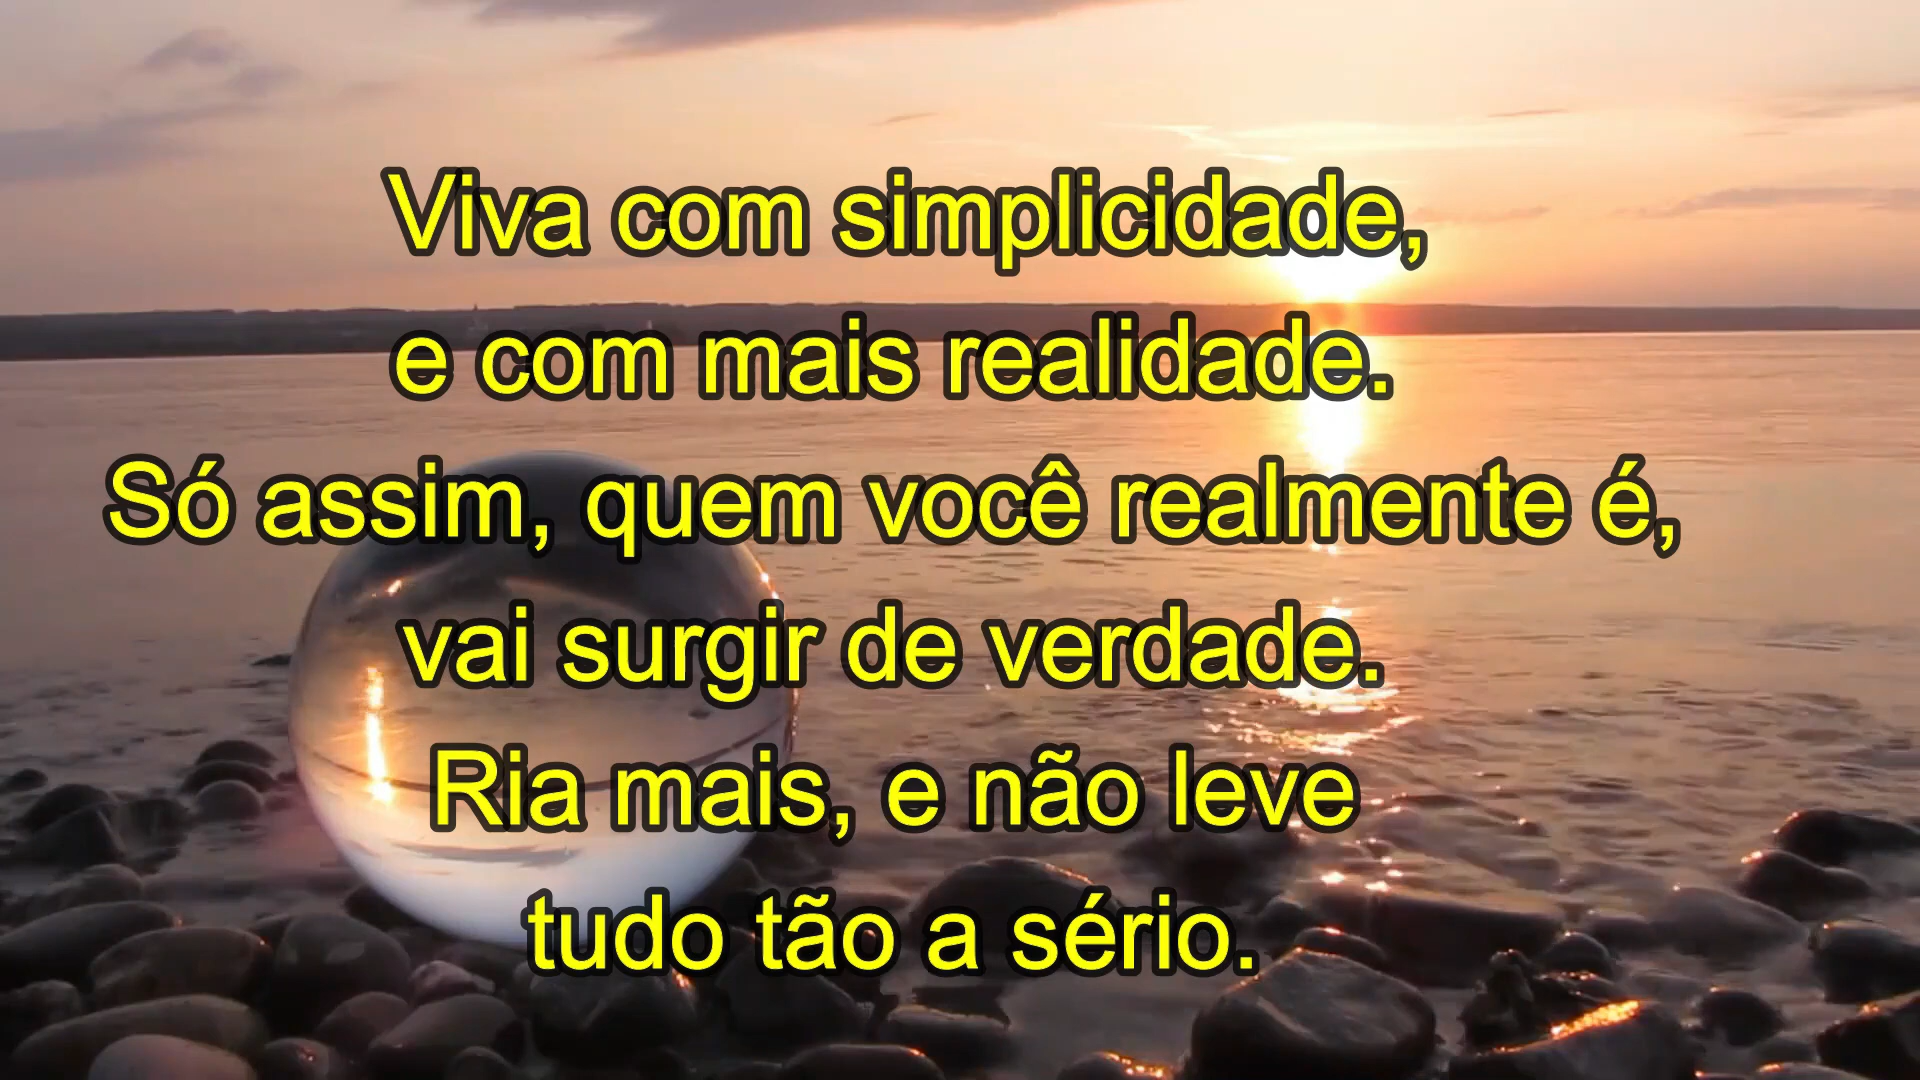 Viva com simplicidade,
e com mais realidade.
Só assim, quem você realmente é,
vai surgir de verdade.
Ria mais, e não leve
tudo tão a sério.